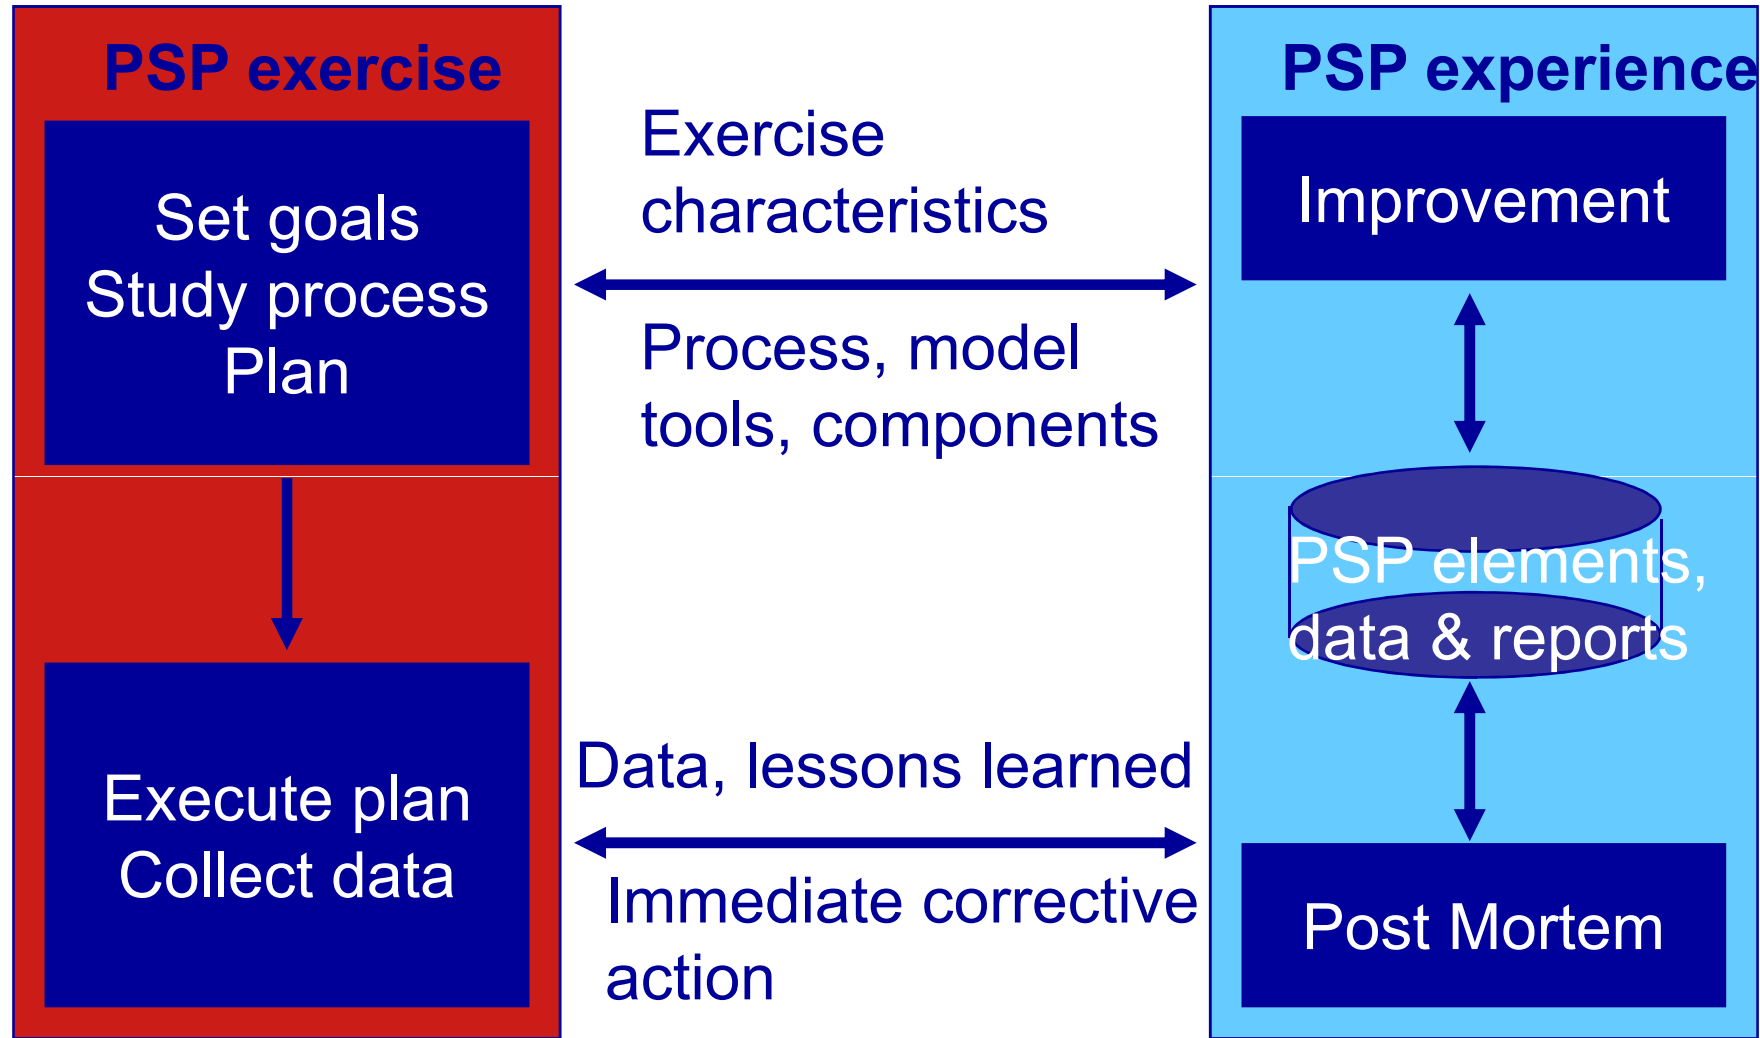 PSP exercise
Set goals
Study process
Plan
Execute plan
Collect data
Exercise
characteristics
Process, model
tools, components
Data, lessons learned
Immediate corrective
action
PSP experience
Improvement
PSP elements,
data & reports
Post Mortem